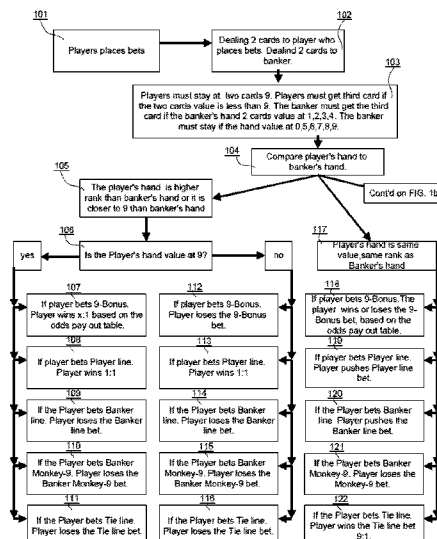 101
Players places bets
102
Dealing 2 cards to player
who places bets. Dealind 2 cards to
banker.
103
Players must stay at two cards 9. Players must get third card if
the two cards value is less than 9. The banker must get the third
card if the banker's hand 2 cards value at 1,2,3,4. The banker
must stay if the hand value at 0,5,6,7,8,9.
104
Compare player's hand to
banker's hand.
Cont'd on FIG. 1b
105
The player's hand is higher
rank than banker's hand or it is
closer to 9 than banker's hand
117
Player's hand is same
value,same rank as
Banker's hand
106
yes
Is the Player's hand value at 9?
no
107
If player bets 9-Bonus.
Player wins x:1 based on the
odds pay out table.
112
If player bets 9-Bonus.
Player loses the 9-Bonus
bet.
118
If player bets 9-Bonus.The
player wins or loses the 9-
Bonus bet, based on the
odds pay out table.
108
If player bets Player line.
Player wins 1:1
113
If player bets Player line.
Player wins 1:1
119
If player bets Player line.
Player pushes Player line
bet.
109
If the Player bets Banker
line. Player loses the Banker
line bet.
114
If the Player bets Banker
line. Player loses the Banker
line bet.
120
If the Player bets Banker
line. Player pushes the
Banker line bet.
110
If the Player bets Banker
Monkey-9. Player loses the
Banker Monkey-9 bet.
115
If the Player bets Banker
Monkey-9. Player loses the
Banker Monkey-9 bet.
121
If the Player bets Banker
Monkey-9. Player loses the
Monkey-9 bet.
111
If the Player bets Tie line.
Player loses the Tie line bet.
116
If the Player bets Tie line.
Player loses the Tie line bet.
122
If the Player bets Tie line.
Player wins the Tie line bet
9:1.